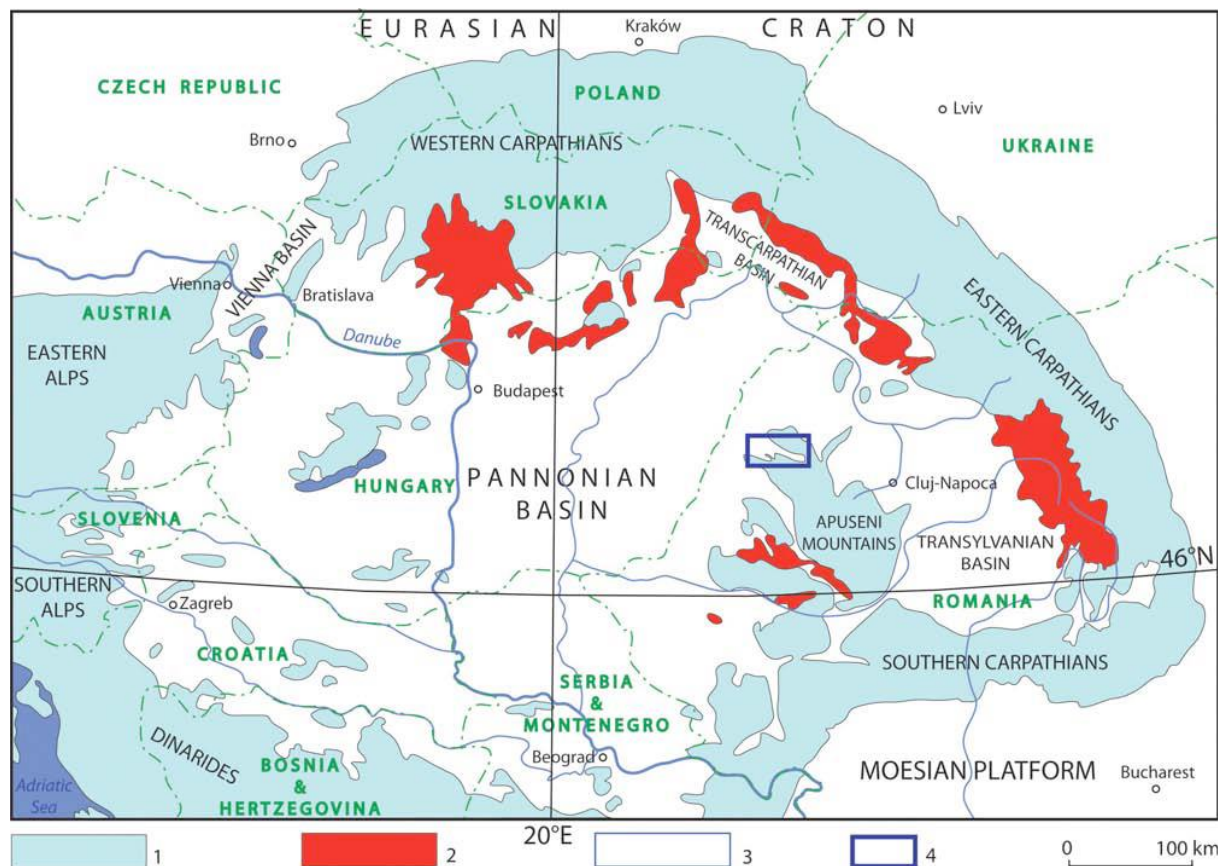 EURASIAN CRATON
Kraków
CZECH REPUBLIC
POLAND
Lviv
Brno
WESTERN CARPATHIANS
UKRAINE
SLOVAKIA
VIENNA BASIN
TRANSCARPATHIAN
BASIN
Vienna
Bratislava
AUSTRIA
EASTERN
ALPS
Danube
EASTERN CARPATHIANS
Budapest
HUNGARY
PANNONIAN
BASIN
Cluj-Napoca
SLOVENIA
APUSENI
MOUNTAINS
TRANSYLVANIAN
BASIN
46°N
SOUTHERN
ALPS
Zagreb
ROMANIA
CROATIA
SOUTHERN CARPATHIANS
SERBIA
&
MONTENEGRO
DINARIDES
Beograd
BOSNIA
&
HERTZEGOVINA
MOESIAN PLATFORM
Bucharest
Adriatic
Sea
20°E
1
2
3
4
0 100 km